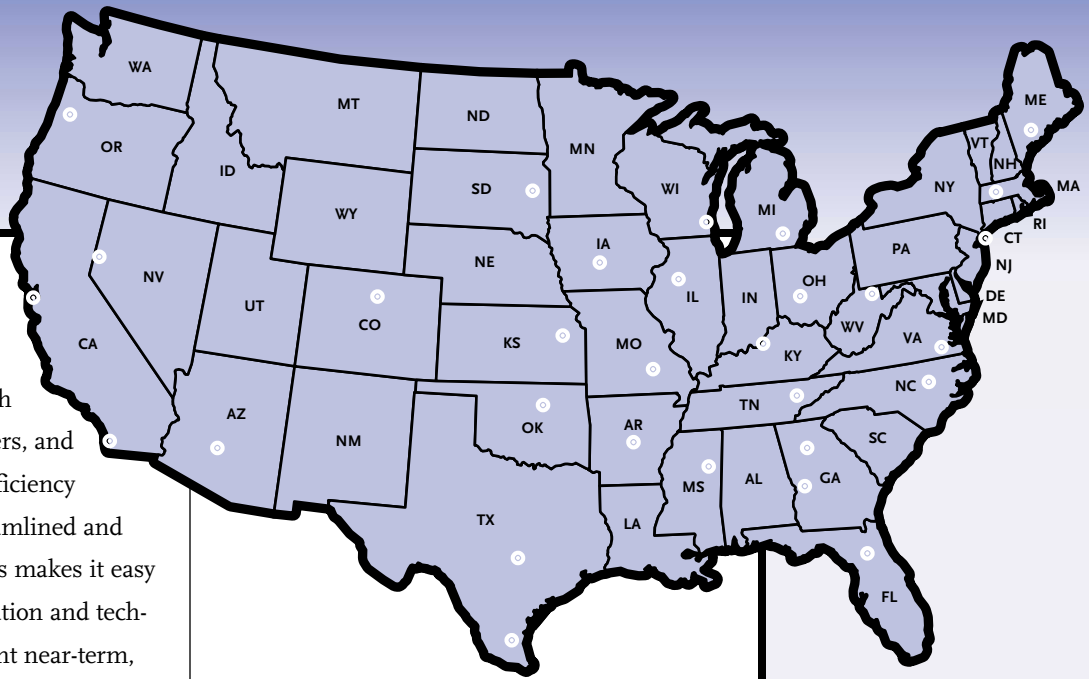 WA
MT
ND
MN
ME
OR
ID
SD
WI
MI
VT
NH
NY
MA
RI
WY
IA
NE
PA
CT
NJ
NV
UT
CO
IL
IN
OH
DE
MD
CA
KS
MO
KY
WV
VA
AZ
NM
OK
AR
TN
NC
SC
MS
AL
GA
TX
LA
FL
ers, and
ficiency
mlined and
s makes it easy
tion and tech-
nt near-term,